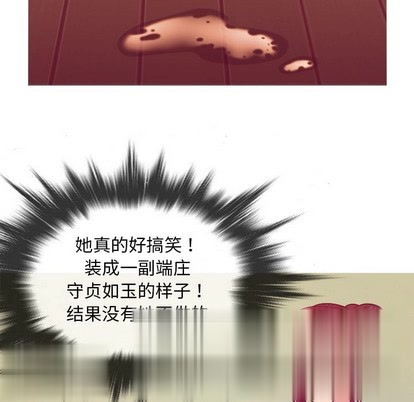 她真的好搞笑！
装成一副端庄
守贞如玉的样子！
结果没有